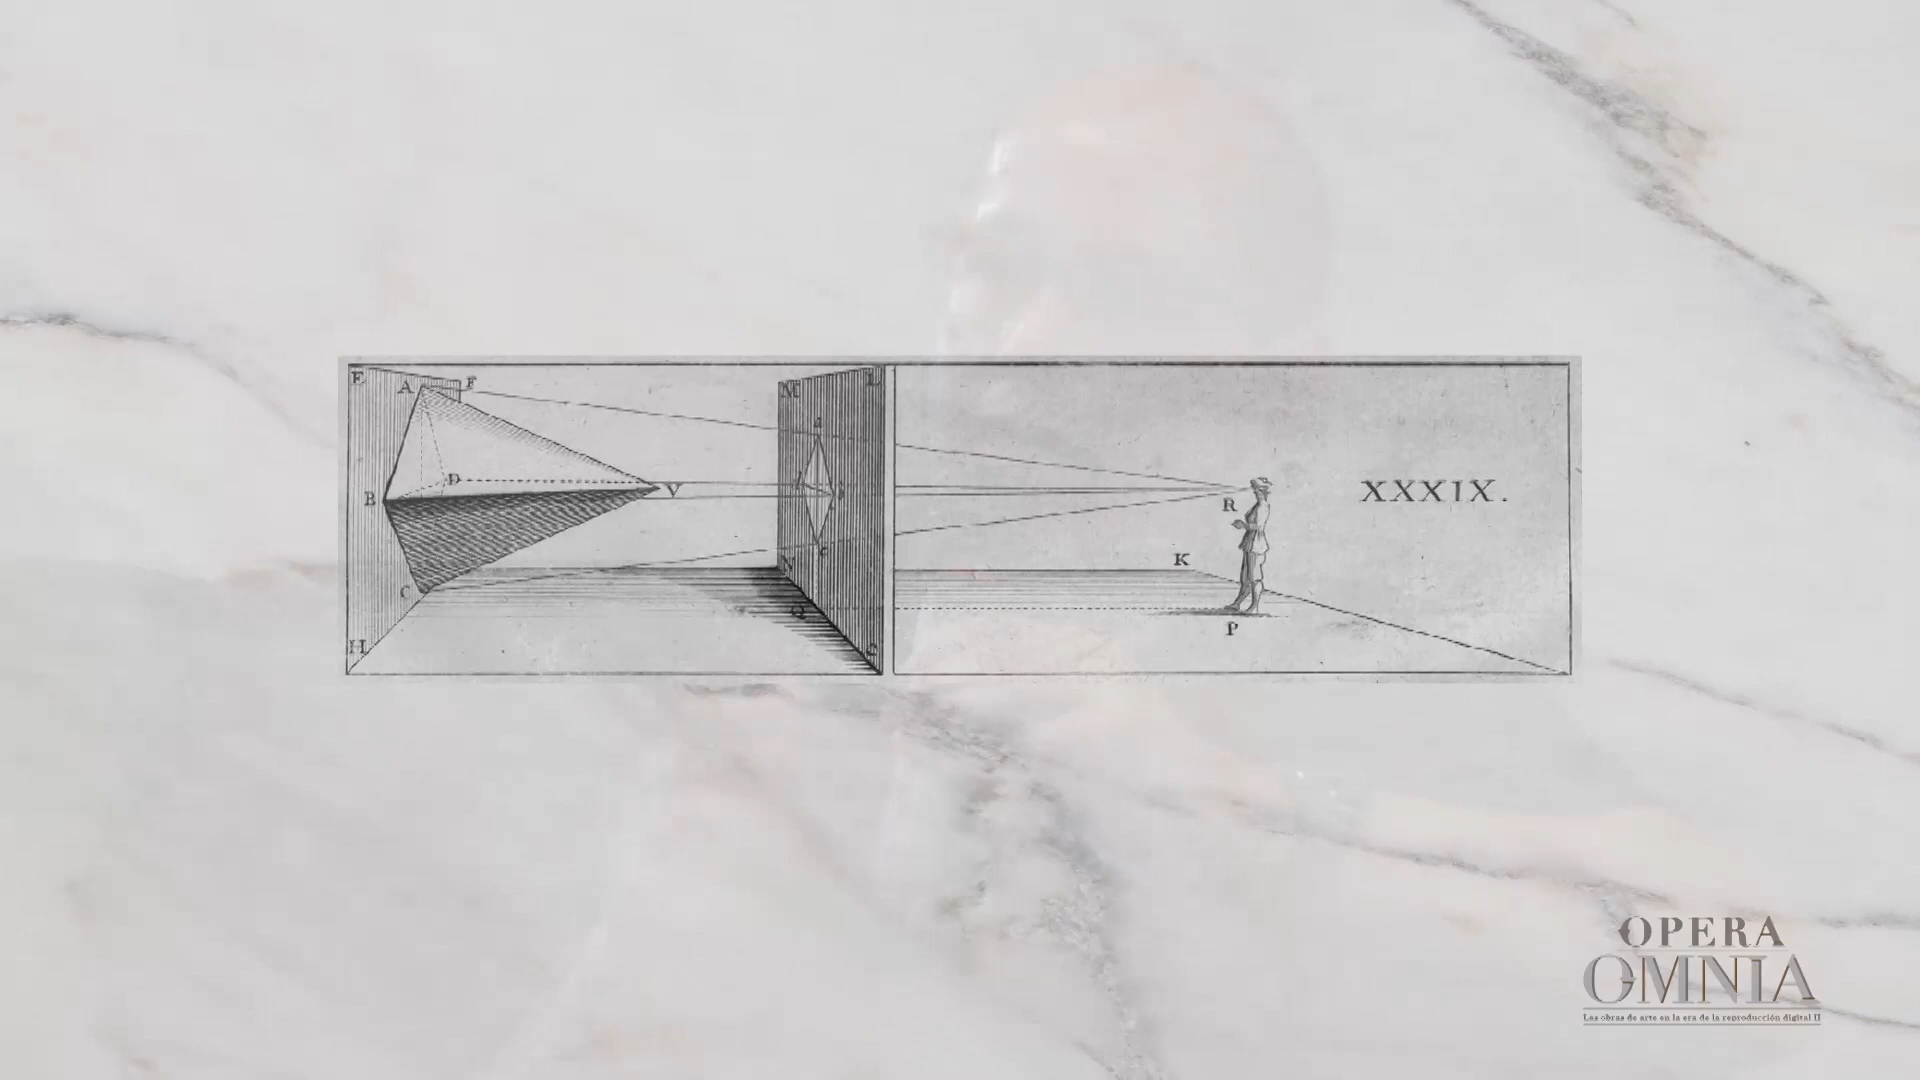 E
A
F
M
L
A
D
V
B
R
XXXIX.
C
K
C
N
Q
P
H
S
OPERA
OMNIA
Las obras de arte en la era de la reproducción digital II